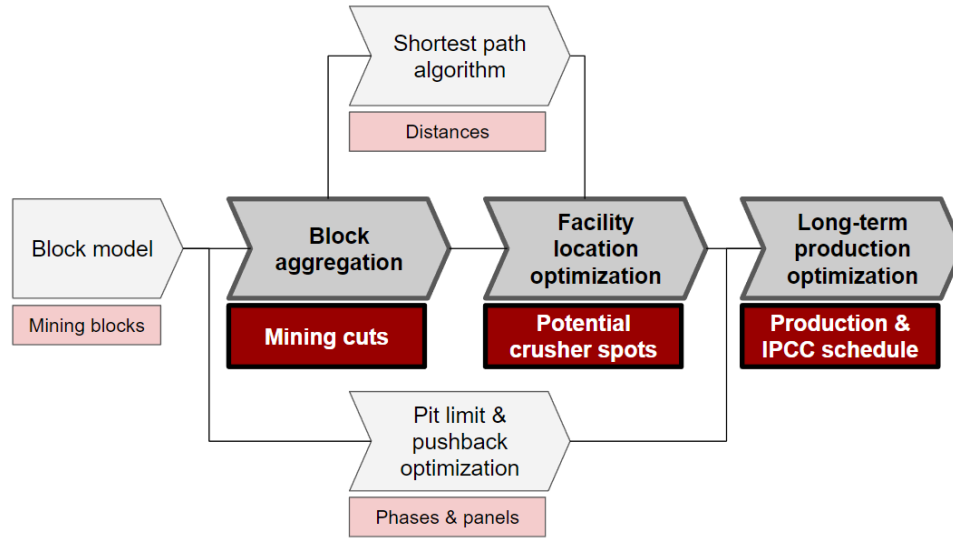 Shortest path
algorithm
Distances
Block model
Mining blocks
Block
aggregation
Mining cuts
Facility
location
optimization
Potential
crusher spots
Long-term
production
optimization
Production &
IPCC schedule
Pit limit &
pushback
optimization
Phases & panels